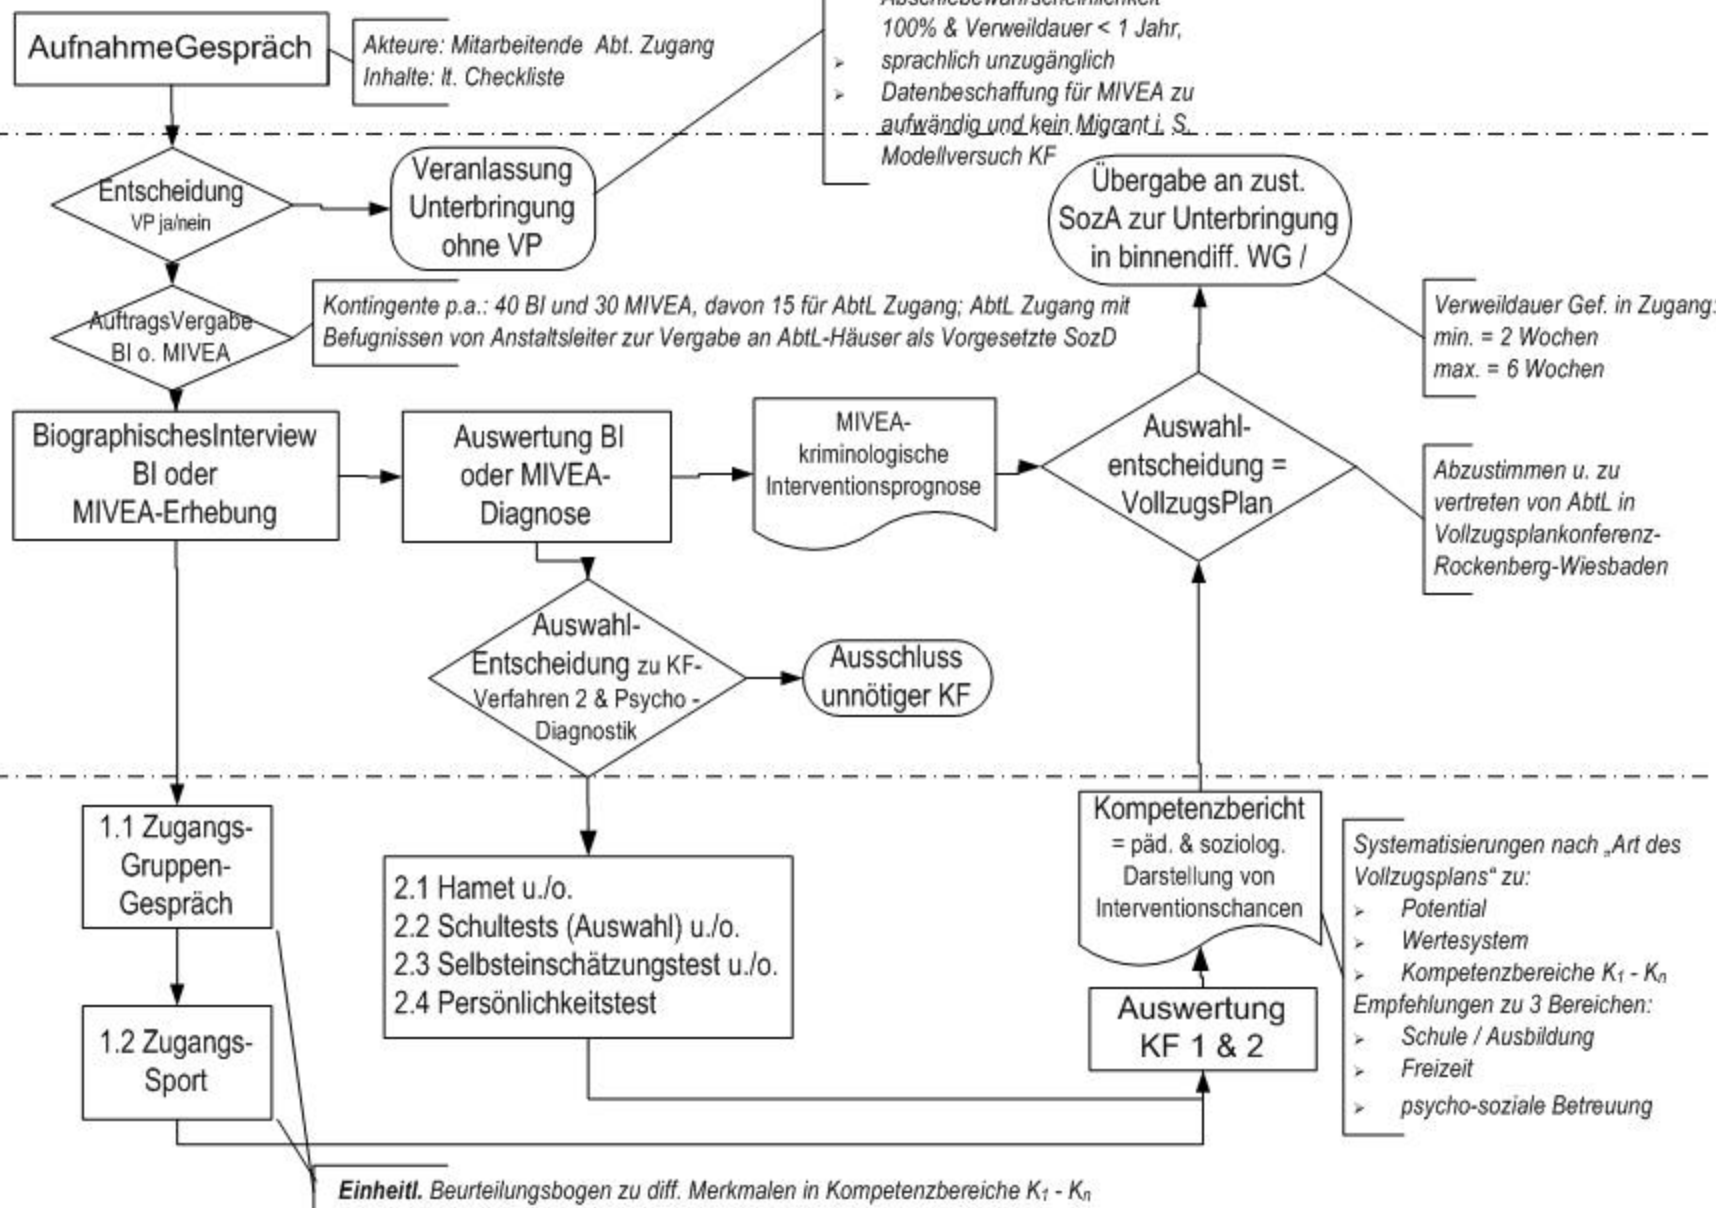 AufnahmeGespräch
Akteure: Mitarbeitende Abt. Zugang
Inhalte: lt. Checkliste
Abschiebewahrscheinlichkeit
100% & Verweildauer < 1 Jahr,
➢ sprachlich unzugänglich
➢ Datenbeschaffung für MIVEA zu
aufwändig und kein Migrant i. S.
Modellversuch KF
Entscheidung
VP ja/nein
Veranlassung
Unterbringung
ohne VP
Übergabe an zust.
SozA zur Unterbringung
in binnendiff. WG /
Verweildauer Gef. in Zugang:
min. = 2 Wochen
max. = 6 Wochen
AuftragsVergabe
BI o. MIVEA
Kontingente p.a.: 40 BI und 30 MIVEA, davon 15 für AbtL Zugang; AbtL Zugang mit
Befugnissen von Anstaltsleiter zur Vergabe an AbtL-Häuser als Vorgesetzte SozD
BiographischesInterview
BI oder
MIVEA-Erhebung
Auswertung BI
oder MIVEA-
Diagnose
MIVEA-
kriminologische
Interventionsprognose
Auswahl-
entscheidung =
VollzugsPlan
Abzustimmen u. zu
vertreten von AbtL in
Vollzugsplankonferenz-
Rockenberg-Wiesbaden
Auswahl-
Entscheidung zu KF-
Verfahren 2 & Psycho -
Diagnostik
Ausschluss
unnötiger KF
1.1 Zugangs-
Gruppen-
Gespräch
1.2 Zugangs-
Sport
2.1 Hamet u./o.
2.2 Schultests (Auswahl) u./o.
2.3 Selbsteinschätzungstest u./o.
2.4 Persönlichkeitstest
Kompetenzbericht
= päd. & soziolog.
Darstellung von
Interventionschancen
Auswertung
KF 1 & 2
Systematisierungen nach „Art des
Vollzugsplans“ zu:
➢ Potential
➢ Wertesystem
➢ Kompetenzbereiche K₁ - Kₙ
Empfehlungen zu 3 Bereichen:
➢ Schule / Ausbildung
➢ Freizeit
➢ psycho-soziale Betreuung
Einheitl. Beurteilungsbogen zu diff. Merkmalen in Kompetenzbereiche K₁ - Kₙ